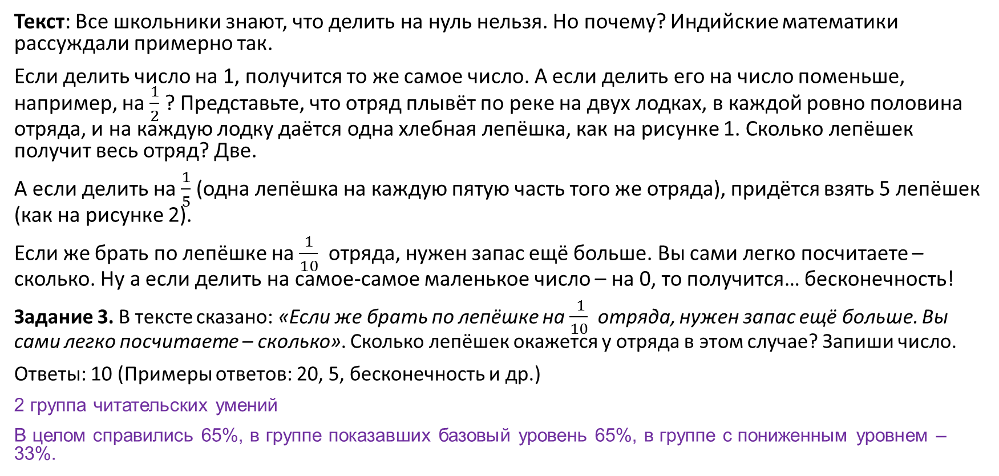 Текст: Все школьники знают, что делить на нуль нельзя. Но почему? Индийские математики
рассуждали примерно так.
Если делить число на 1, получится то же самое число. А если делить его на число поменьше,
например, на 1/2 ? Представьте, что отряд плывёт по реке на двух лодках, в каждой ровно половина
отряда, и на каждую лодку даётся одна хлебная лепёшка, как на рисунке 1. Сколько лепёшек
получит весь отряд? Две.
А если делить на 1/5 (одна лепёшка на каждую пятую часть того же отряда), придётся взять 5 лепёшек
(как на рисунке 2).
Если же брать по лепёшке на 1/10 отряда, нужен запас ещё больше. Вы сами легко посчитаете –
сколько. Ну а если делить на самое-самое маленькое число – на 0, то получится... бесконечность!
Задание 3. В тексте сказано: «Если же брать по лепёшке на 1/10 отряда, нужен запас ещё больше. Вы
сами легко посчитаете – сколько». Сколько лепёшек окажется у отряда в этом случае? Запиши число.
Ответы: 10 (Примеры ответов: 20, 5, бесконечность и др.)
2 группа читательских умений
В целом справились 65%, в группе показавших базовый уровень 65%, в группе с пониженным уровнем –
33%.